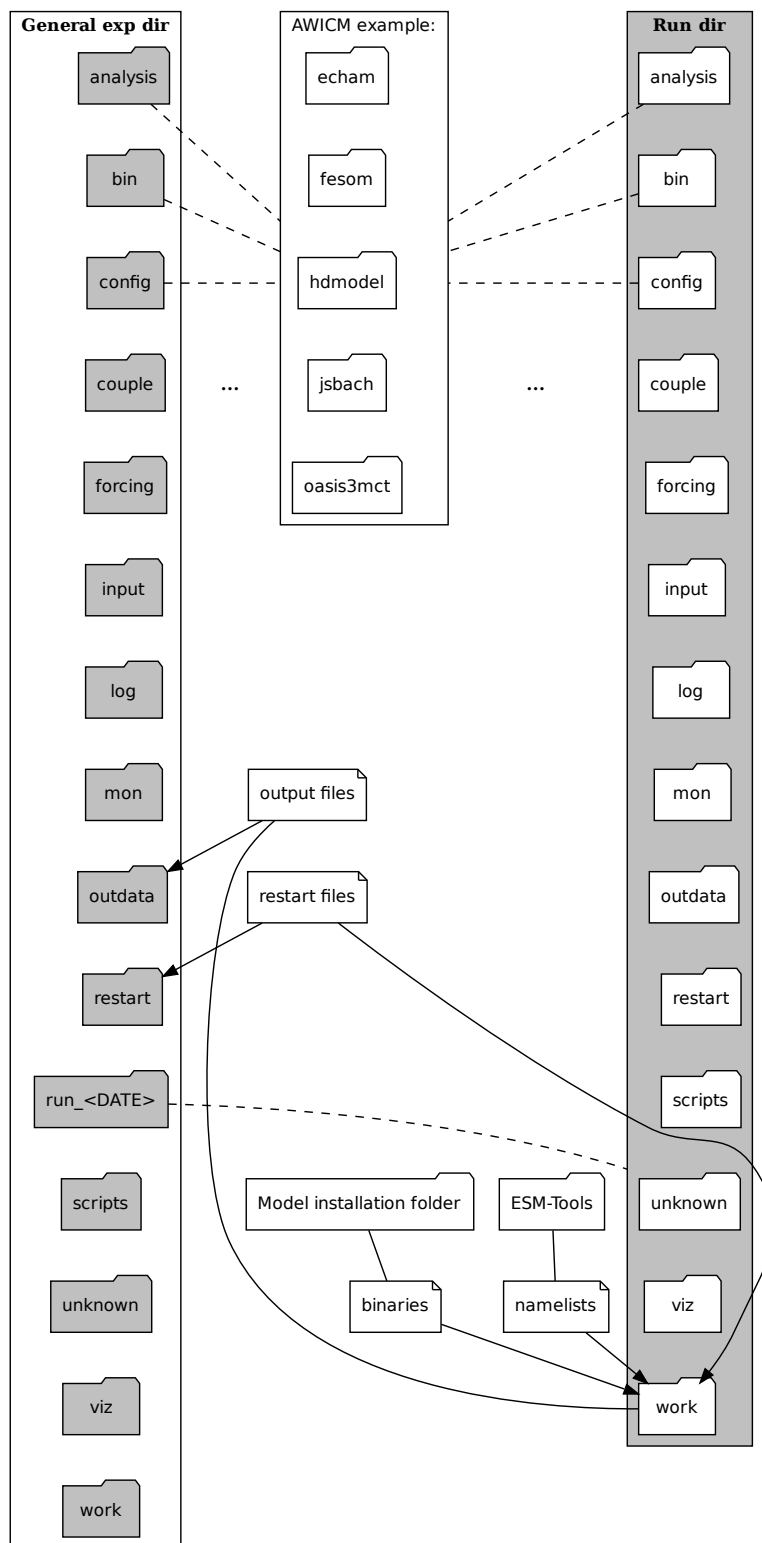 General exp dir
analysis
bin
config
couple
forcing
input
log
mon
outdata
restart
run_<DATE>
scripts
unknown
viz
work
...
AWICM example:
echam
fesom
hdmodel
jsbach
oasis3mct
...
output files
restart files
Model installation folder
ESM-Tools
binaries
namelists
Run dir
analysis
bin
config
couple
forcing
input
log
mon
outdata
restart
scripts
unknown
viz
work